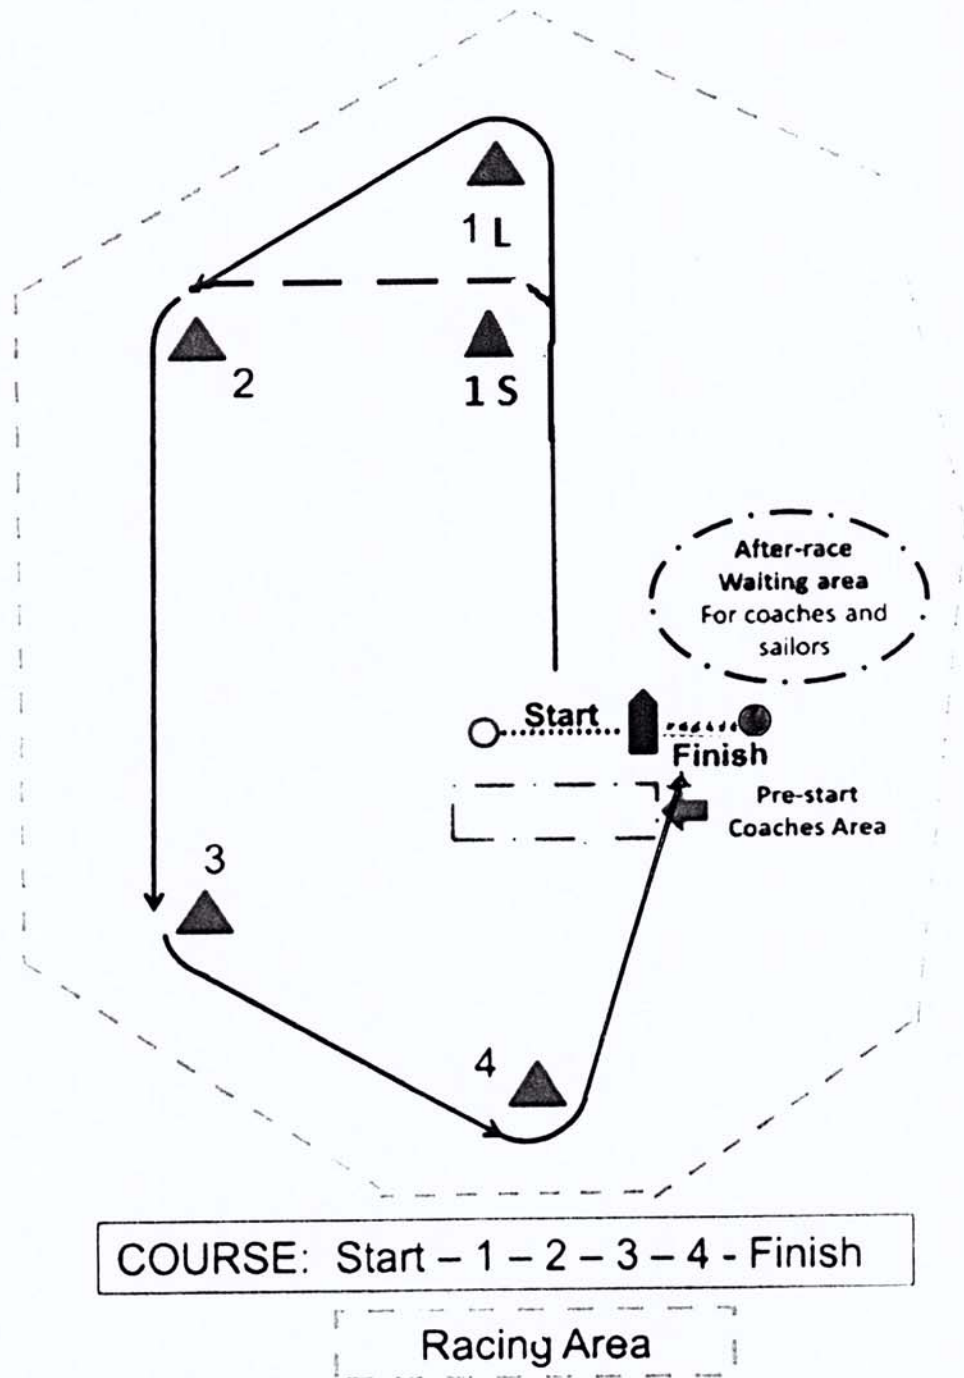 1 L
2
1 S
After-race
Waiting area
For coaches and
sailors
Start
Finish
Pre-start
Coaches Area
3
4
COURSE: Start – 1 – 2 – 3 – 4 - Finish
Racing Area